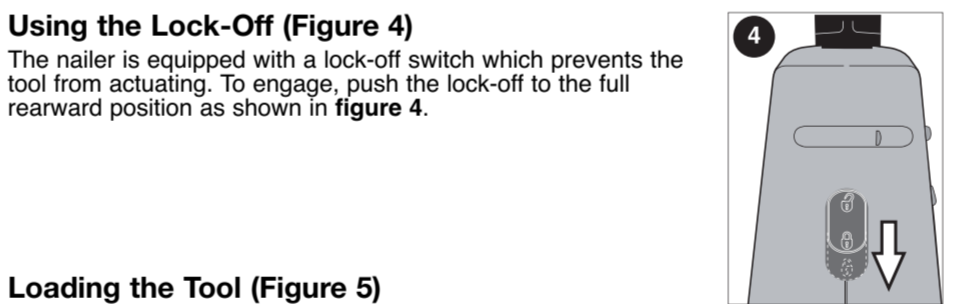 Using the Lock-Off (Figure 4)
The nailer is equipped with a lock-off switch which prevents the
tool from actuating. To engage, push the lock-off to the full
rearward position as shown in figure 4.
4
Loading the Tool (Figure 5)